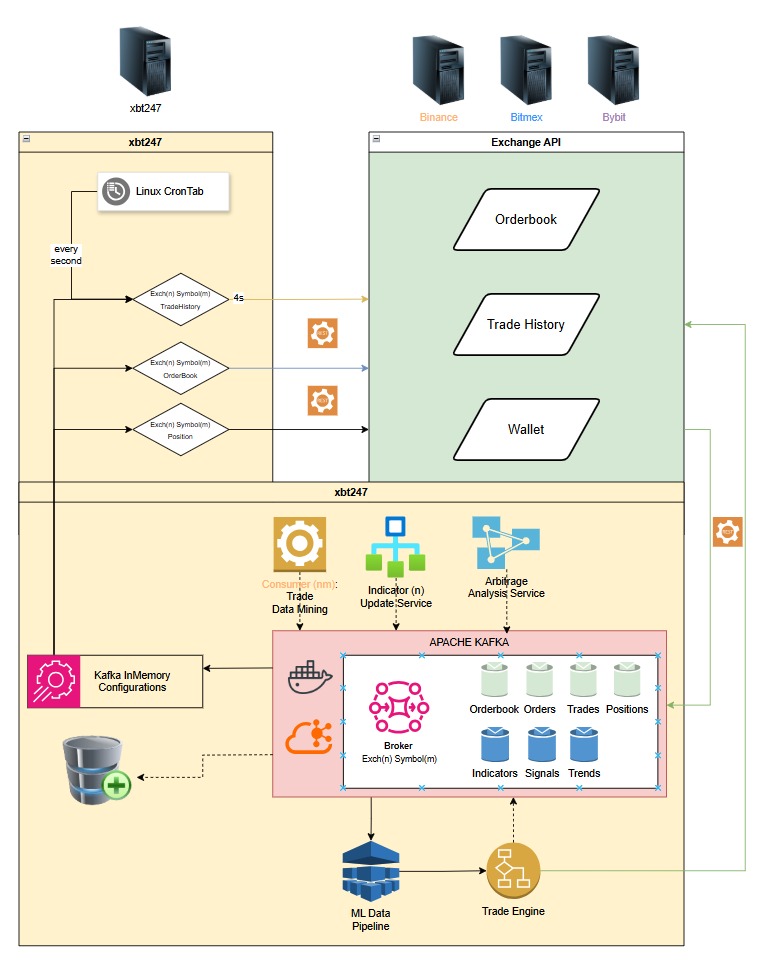 xbt247
Binance
Bitmex
Bybit
xbt247
Exchange API
Linux CronTab
Orderbook
every
second
Exch(n) Symbol(m)
TradeHistory
4s
REST
Trade History
Exch(n) Symbol(m)
OrderBook
REST
Exch(n) Symbol(m)
Position
Wallet
xbt247
REST
Consumer (nm):
Trade
Data Mining
Indicator (n)
Update Service
Arbitrage
Analysis Service
APACHE KAFKA
Kafka InMemory
Configurations
Broker
Exch(n) Symbol(m)
Orderbook
Orders
Trades
Positions
Indicators
Signals
Trends
ML Data
Pipeline
Trade Engine